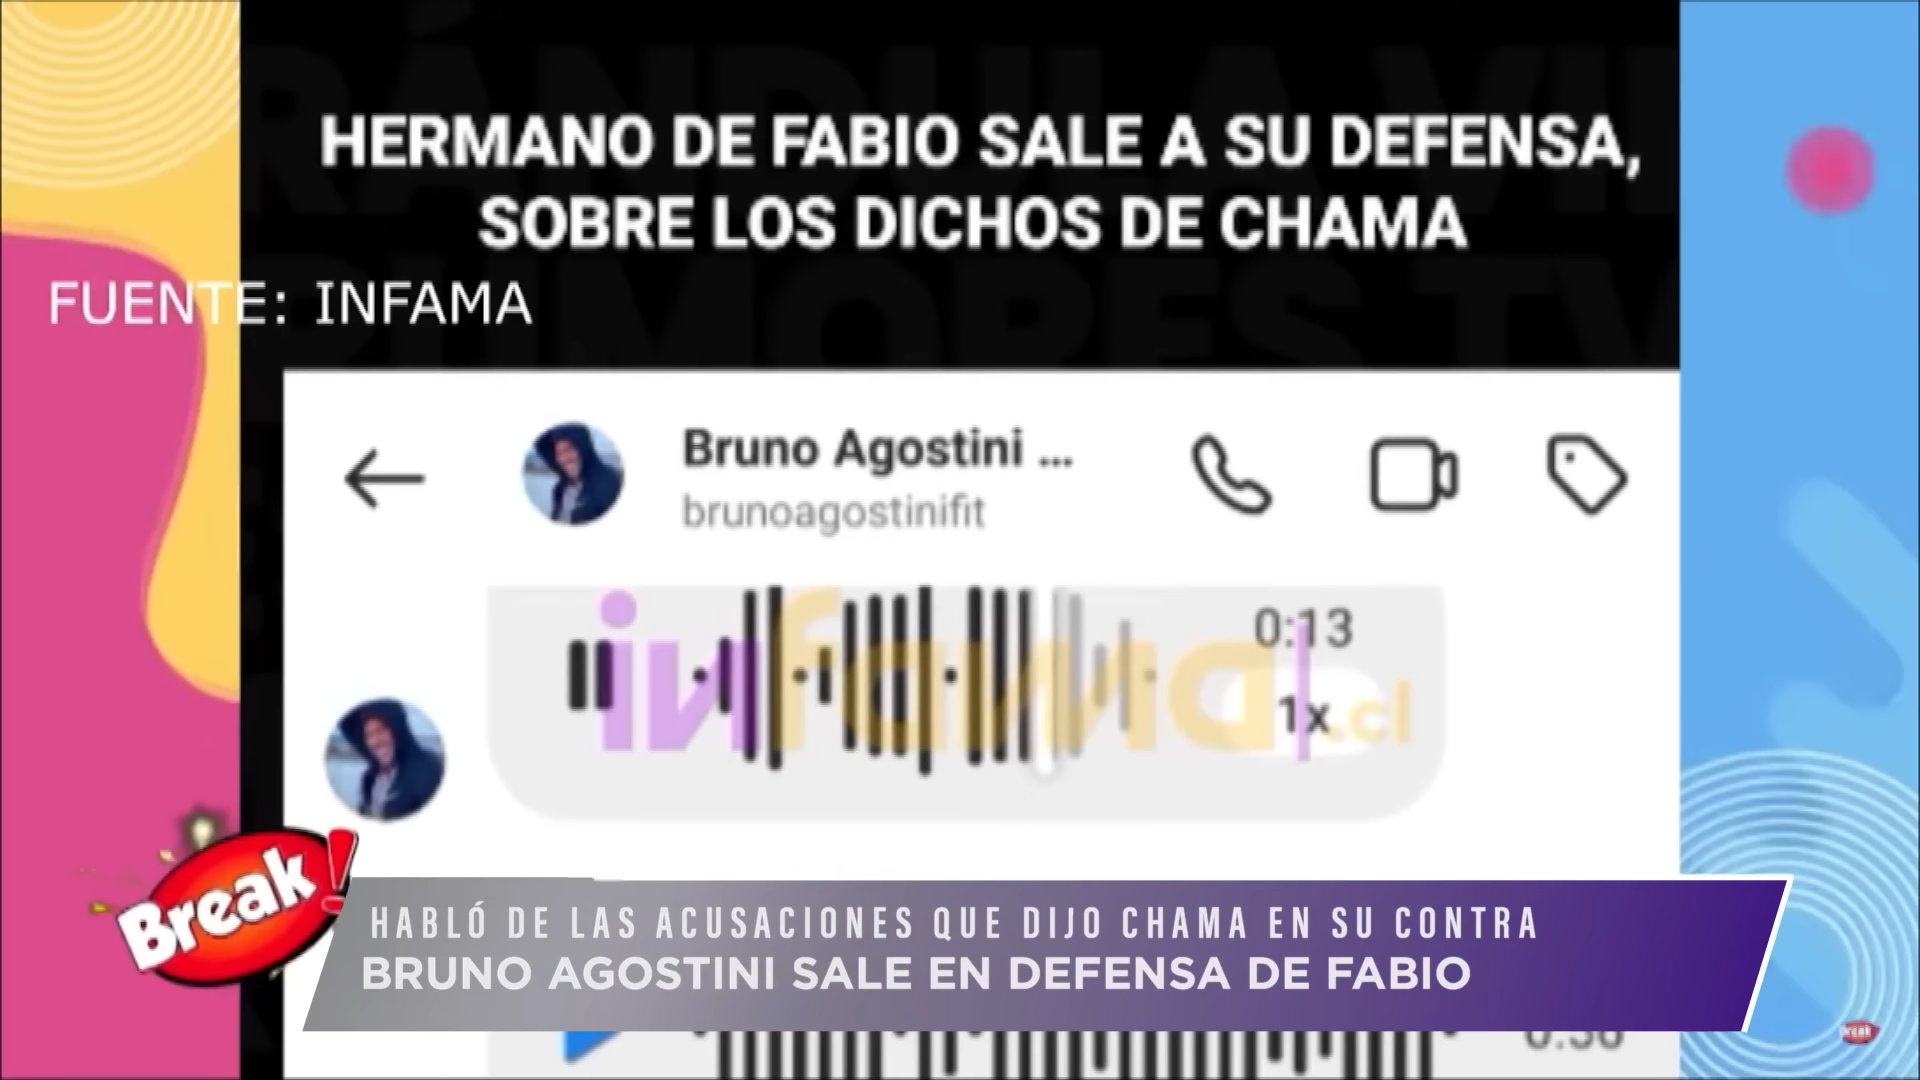 HERMANO DE FABIO SALE A SU DEFENSA,
SOBRE LOS DICHOS DE CHAMA
FUENTE: INFAMA
Bruno Agostini ...
brunoagostinifit
0:13
infama.cl
1x
Break!
HABLÓ DE LAS ACUSACIONES QUE DIJO CHAMA EN SU CONTRA
BRUNO AGOSTINI SALE EN DEFENSA DE FABIO
Break